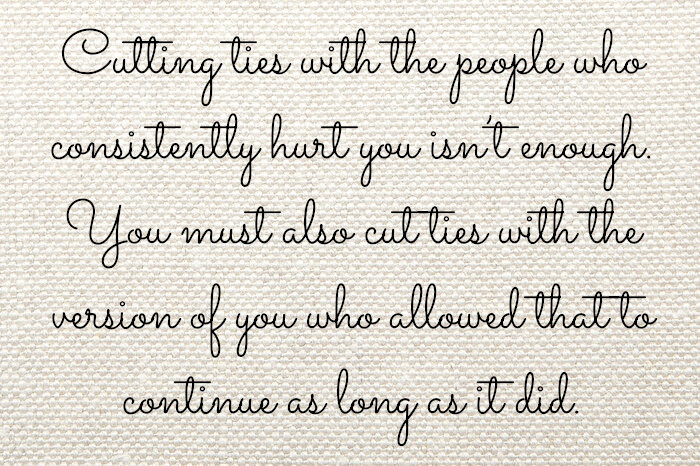 Cutting ties with the people who
consistently hurt you isn't enough.
You must also cut ties with the
version of you who allowed that to
continue as long as it did.